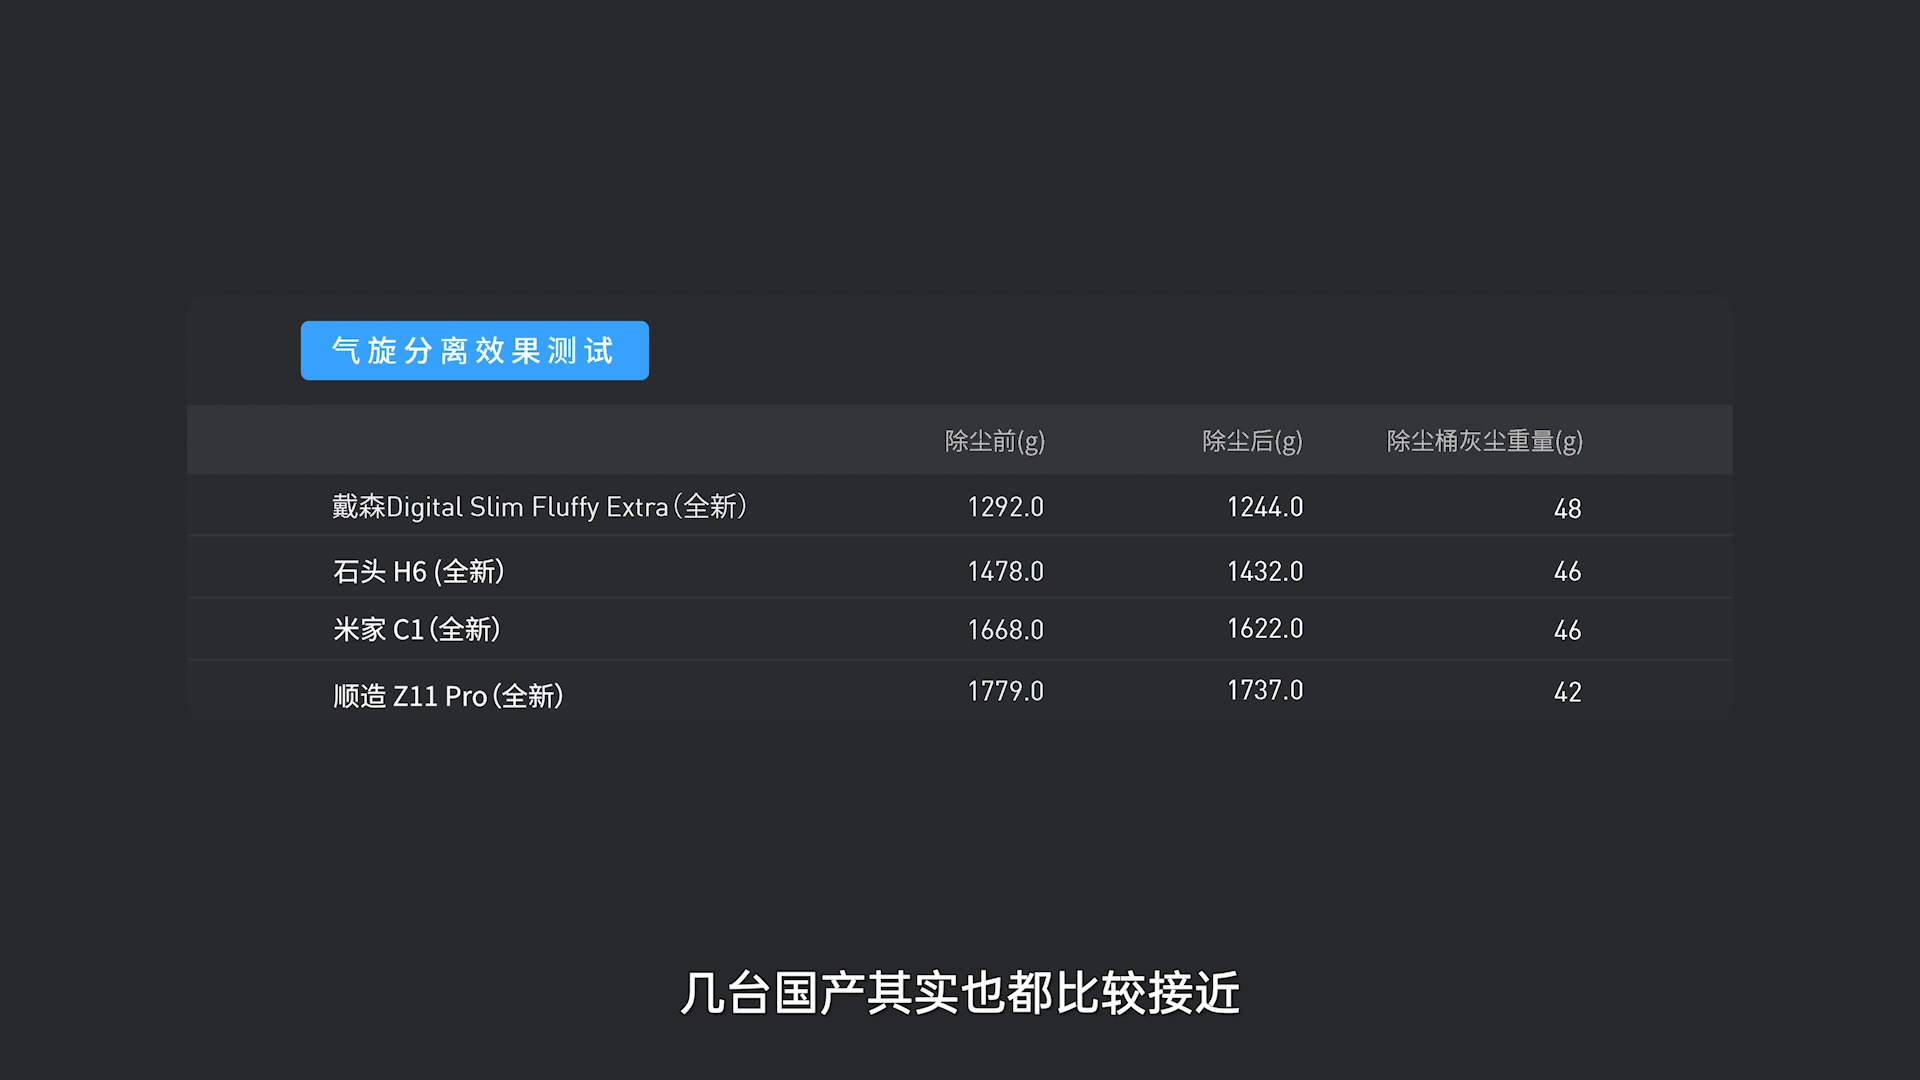 气旋分离效果测试
除尘前(g) 除尘后(g) 除尘桶灰尘重量(g)
戴森Digital Slim Fluffy Extra（全新） 1292.0 1244.0 48
石头 H6 (全新） 1478.0 1432.0 46
米家 C1（全新） 1668.0 1622.0 46
顺造 Z11 Pro（全新） 1779.0 1737.0 42
几台国产其实也都比较接近